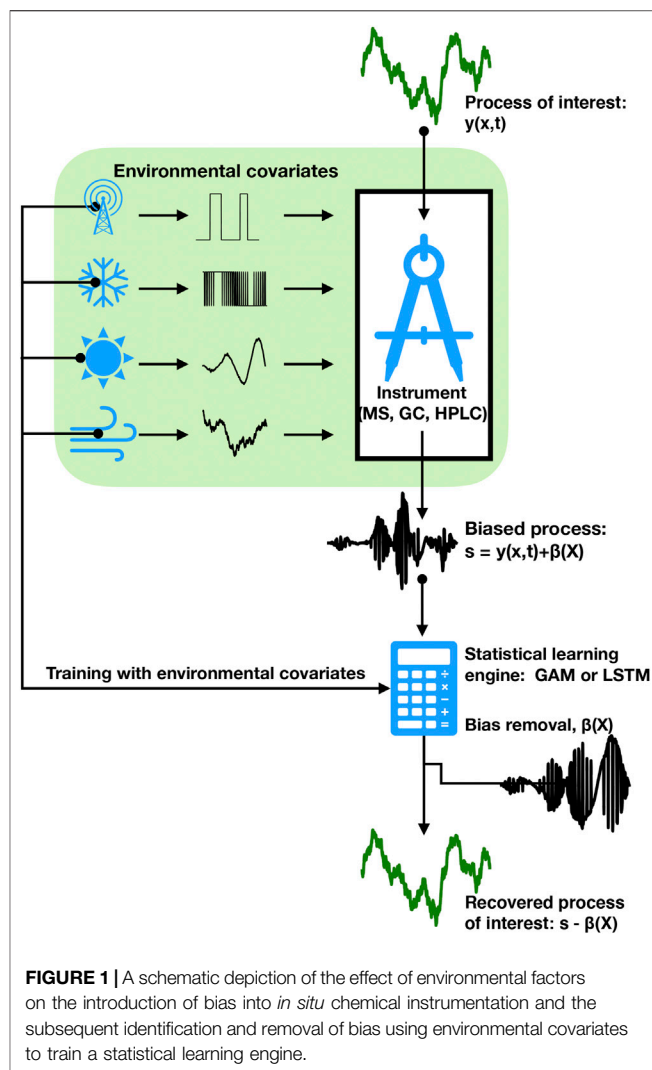 Process of interest:
y(x,t)
Environmental covariates
Instrument
(MS, GC, HPLC)
Biased process:
s = y(x,t)+β(X)
Training with environmental covariates
Statistical learning
engine: GAM or LSTM
÷
×
−
+
=
Bias removal, β(X)
Recovered process
of interest: s - β(X)
FIGURE 1 | A schematic depiction of the effect of environmental factors
on the introduction of bias into in situ chemical instrumentation and the
subsequent identification and removal of bias using environmental covariates
to train a statistical learning engine.